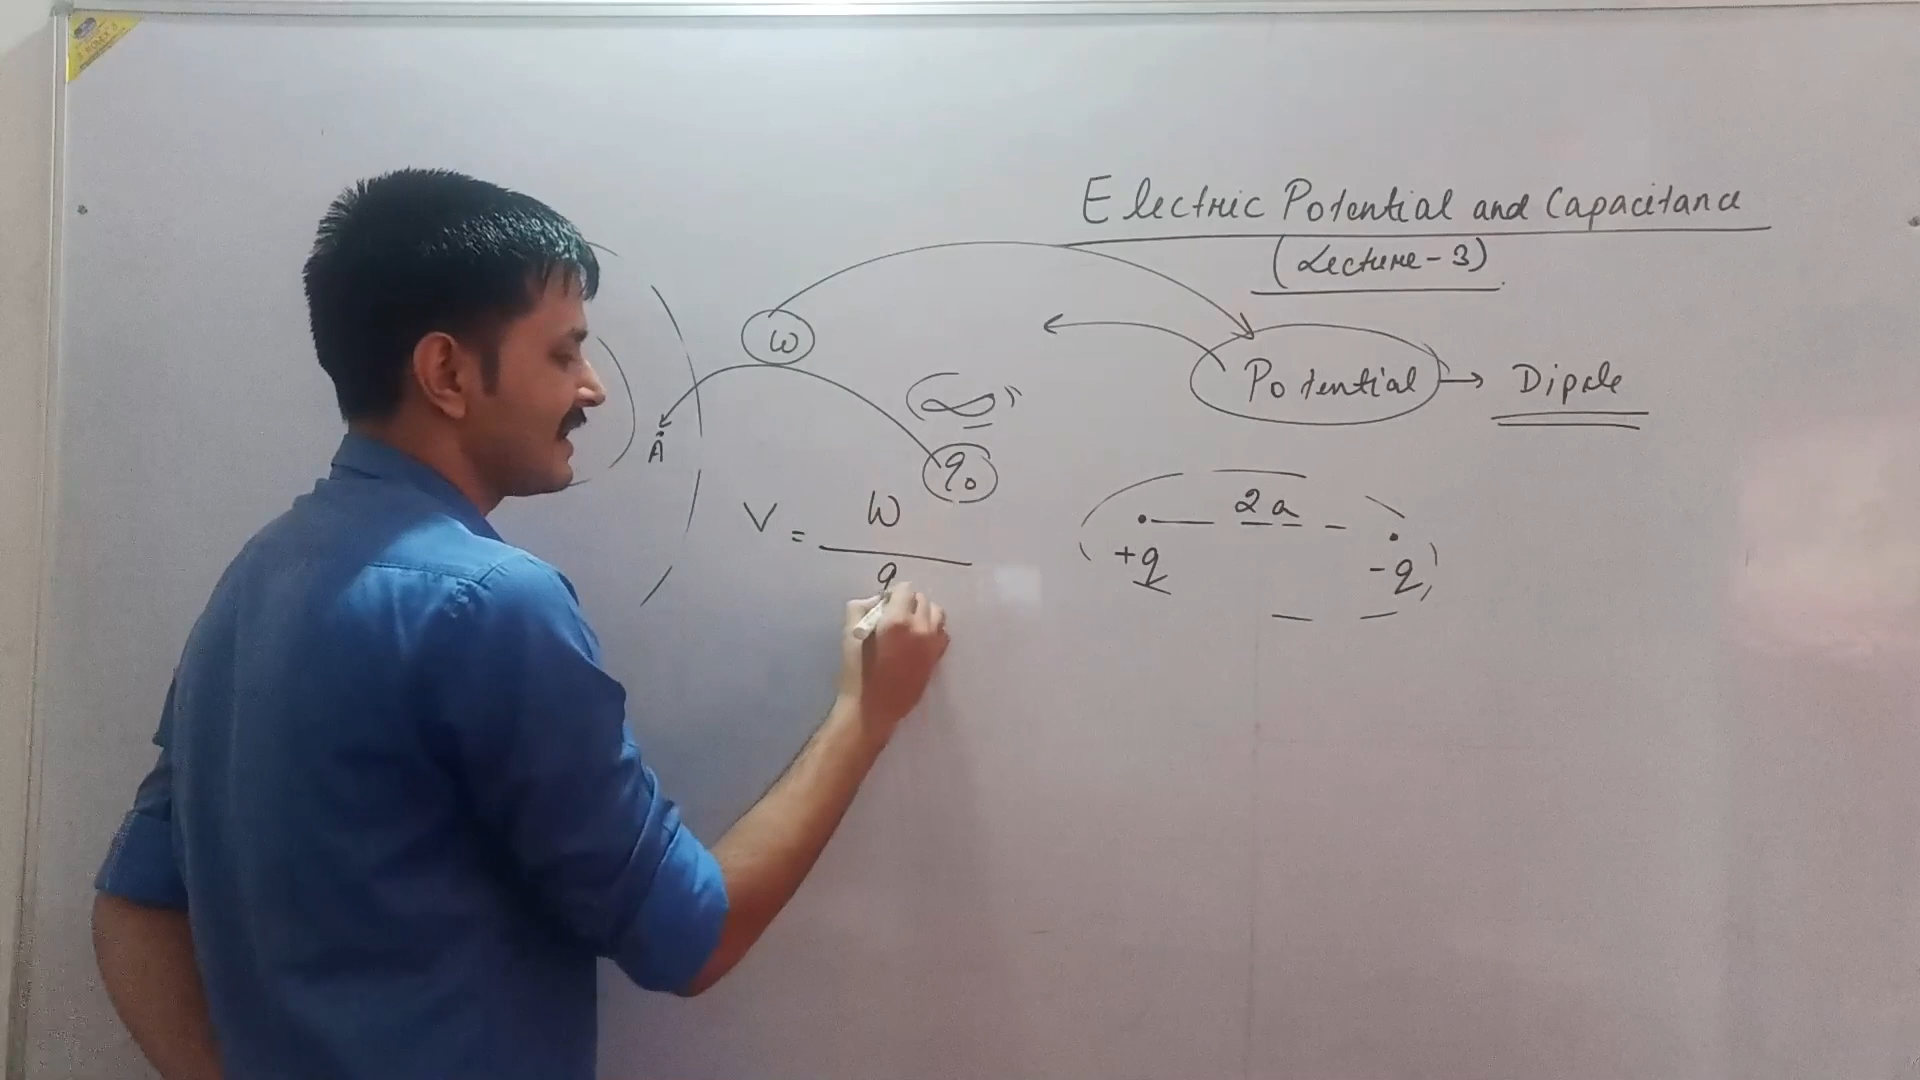 Electric Potential and Capacitance
(Lecture-3)
W
Potential → Dipole
∞
q₀
A
V = W
q
2a
+q
-q